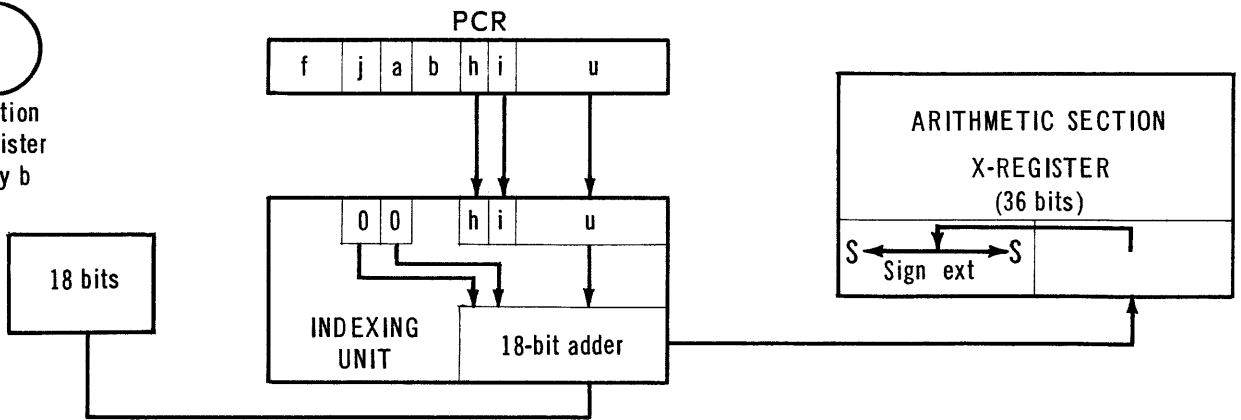 PCR
f j a b h i u
tion
ister
y b
0 0 h i u
18 bits
INDEXING
UNIT
18-bit adder
ARITHMETIC SECTION
X-REGISTER
(36 bits)
S S
Sign ext